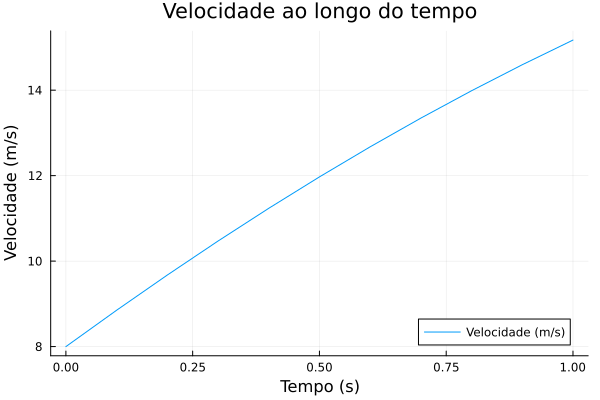 Velocidade ao longo do tempo
Velocidade (m/s)
14
12
10
8
Velocidade (m/s)
0.00 0.25 0.50 0.75 1.00
Tempo (s)